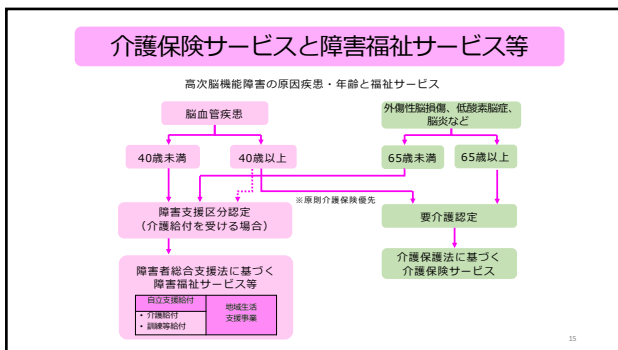 介護保険サービスと障害福祉サービス等
高次脳機能障害の原因疾患・年齢と福祉サービス
脳血管疾患
外傷性脳損傷、低酸素脳症、
脳炎など
40歳未満
40歳以上
65歳未満
65歳以上
※原則介護保険優先
障害支援区分認定
（介護給付を受ける場合）
要介護認定
障害者総合支援法に基づく
障害福祉サービス等
介護保護法に基づく
介護保険サービス
自立支援給付
• 介護給付
• 訓練等給付
地域生活
支援事業
15